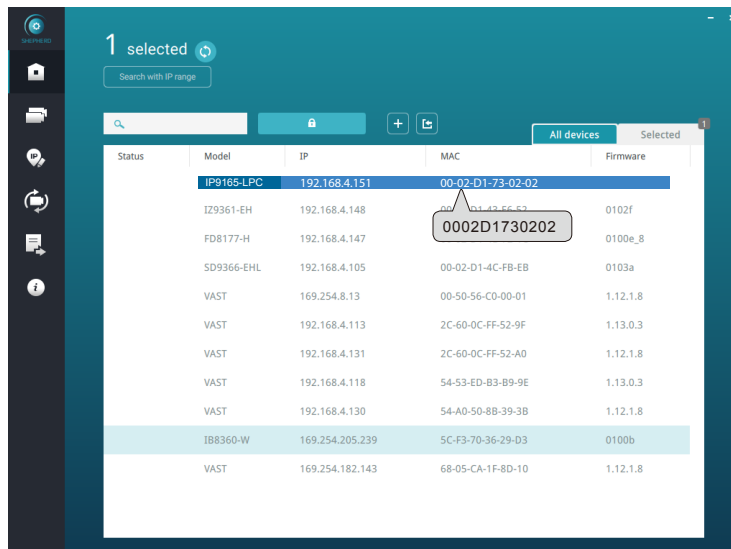 SHEPHERD
1 selected
Search with IP range
1
All devices Selected
Status Model IP MAC Firmware
IP9165-LPC 192.168.4.151 00-02-D1-73-02-02
IZ9361-EH 192.168.4.148 0102f
0002D1730202
FD8177-H 192.168.4.147 0100e_8
SD9366-EHL 192.168.4.105 00-02-D1-4C-FB-EB 0103a
VAST 169.254.8.13 00-50-56-C0-00-01 1.12.1.8
VAST 192.168.4.113 2C-60-0C-FF-52-9F 1.13.0.3
VAST 192.168.4.131 2C-60-0C-FF-52-A0 1.12.1.8
VAST 192.168.4.118 54-53-ED-B3-B9-9E 1.13.0.3
VAST 192.168.4.130 54-A0-50-8B-39-3B 1.12.1.8
IB8360-W 169.254.205.239 5C-F3-70-36-29-D3 0100b
VAST 169.254.182.143 68-05-CA-1F-8D-10 1.12.1.8
IP